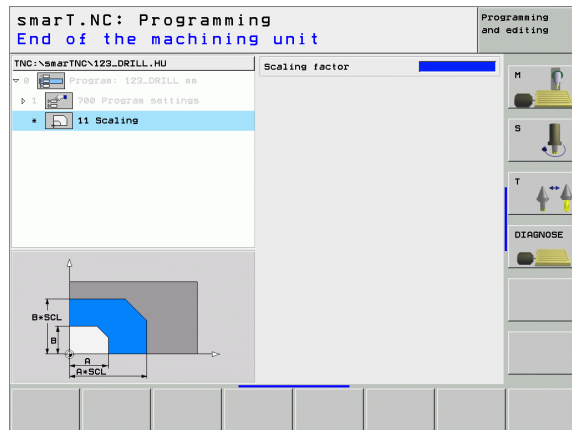 smarT.NC: Programming
End of the machining unit
Programming
and editing
TNC:\smarTNC\123_DRILL.HU
0 Program: 123_DRILL mm
1 700 Program settings
* 11 Scaling
Scaling factor
M
S
T
DIAGNOSE
B*SCL
B
A
A*SCL